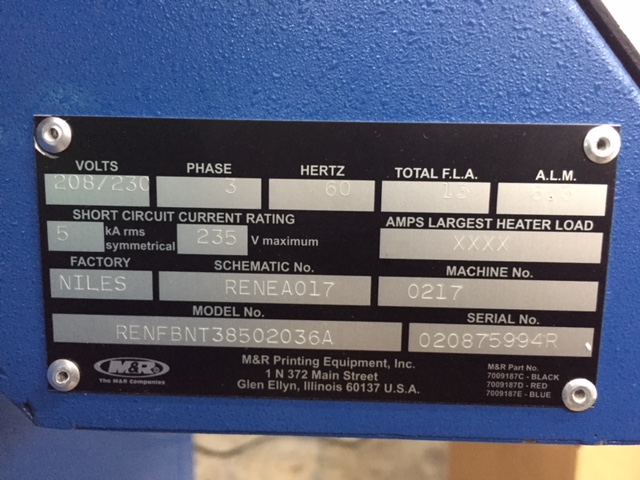 VOLTS PHASE HERTZ TOTAL F.L.A. A.L.M.
208/230 3 60
SHORT CIRCUIT CURRENT RATING AMPS LARGEST HEATER LOAD
5 kA rms symmetrical 235 V maximum XXXX
FACTORY SCHEMATIC No. MACHINE No.
NILES RENEA017 0217
MODEL No. SERIAL No.
RENFBNT38502036A 020875994R
M&R
The M&R Companies
M&R Printing Equipment, Inc.
1 N 372 Main Street
Glen Ellyn, Illinois 60137 U.S.A.
M&R Part No.
7009187C - BLACK
7009187D - RED
7009187E - BLUE